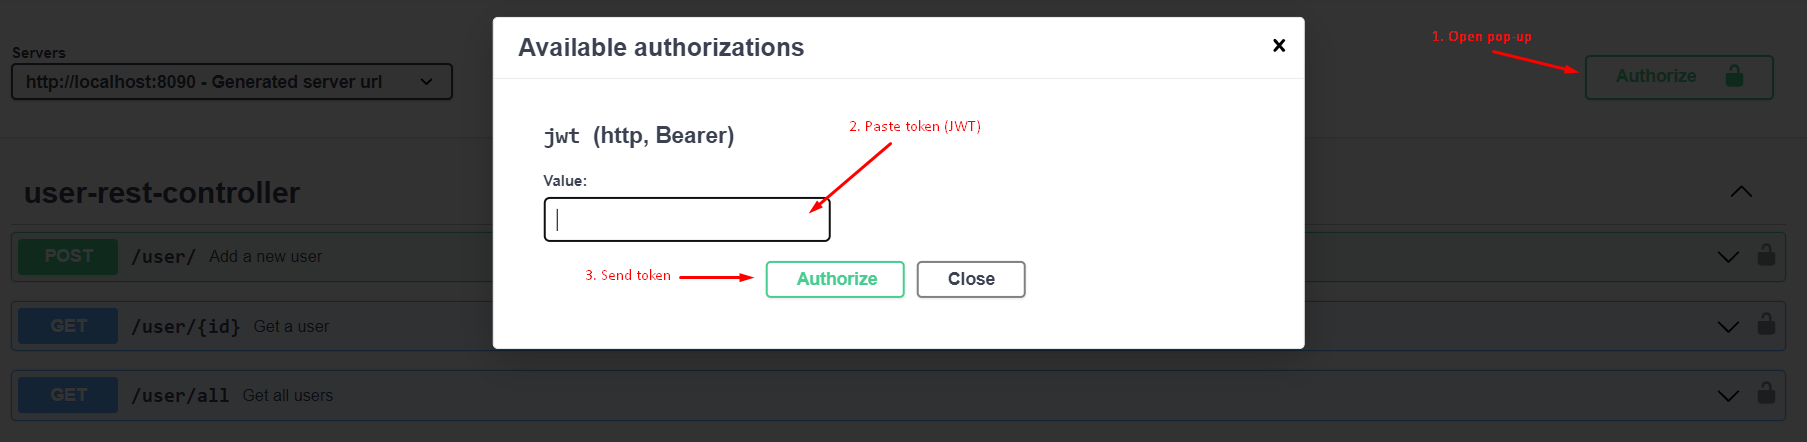 Servers
http://localhost:8090 - Generated server url
Available authorizations
1. Open pop-up
Authorize
jwt (http, Bearer)
2. Paste token (JWT)
Value:
3. Send token
Authorize
Close
user-rest-controller
POST /user/ Add a new user
GET /user/{id} Get a user
GET /user/all Get all users